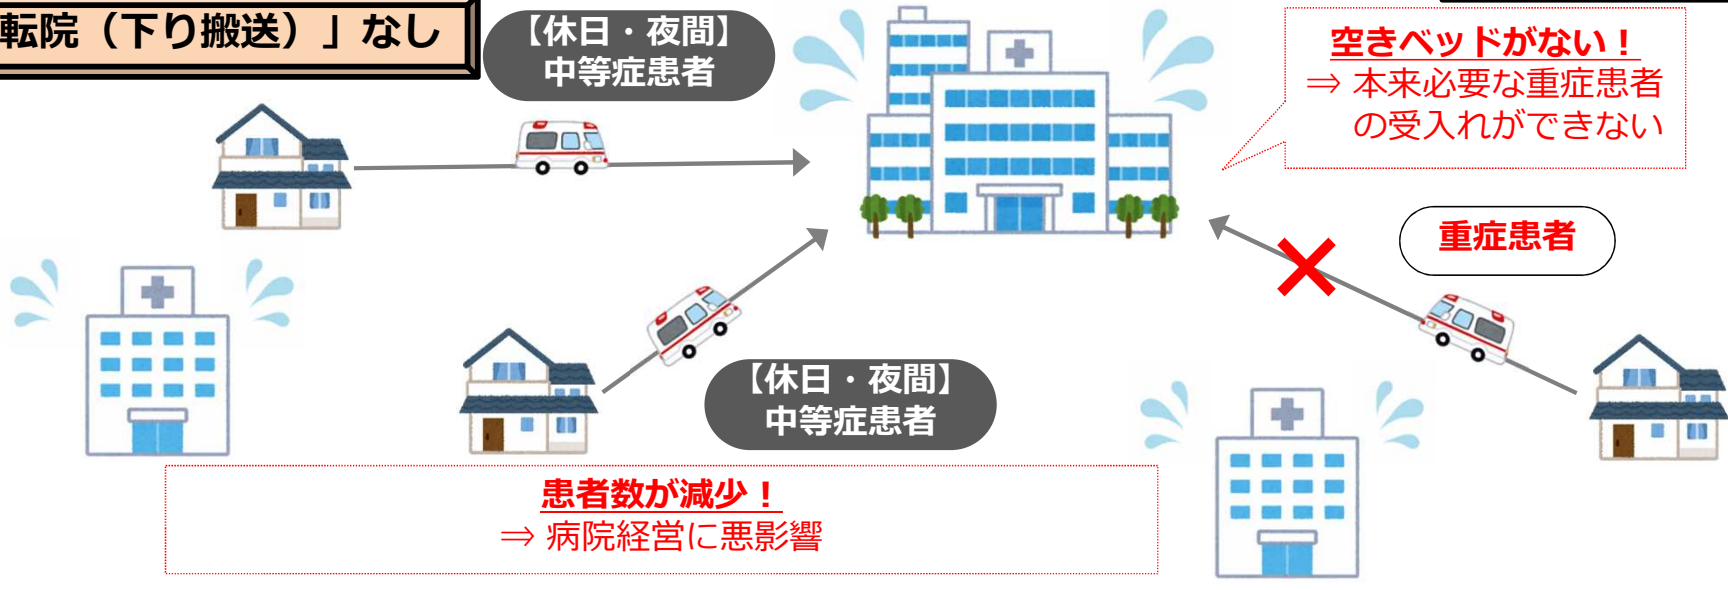 転院（下り搬送）」なし
【休日・夜間】
中等症患者
空きベッドがない！
⇒ 本来必要な重症患者
の受入れができない
重症患者
【休日・夜間】
中等症患者
患者数が減少！
⇒ 病院経営に悪影響